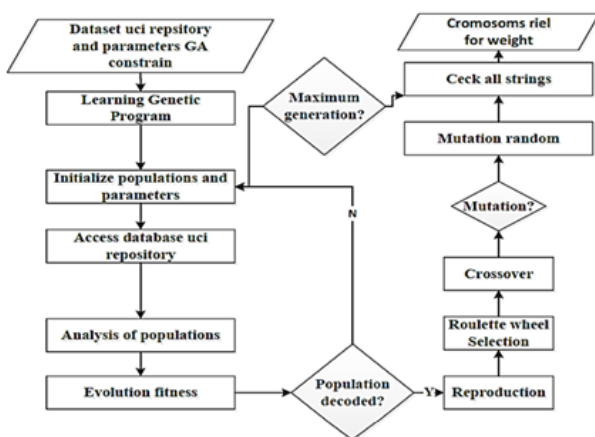 Dataset uci repsitory
and parameters GA
constrain
Learning Genetic
Program
Initialize populations and
parameters
Access database uci
repository
Analysis of populations
Evolution fitness
Population
decoded?
N
Y
Maximum
generation?
Cromosoms riel
for weight
Ceck all strings
Mutation random
Mutation?
Crossover
Roulette wheel
Selection
Reproduction